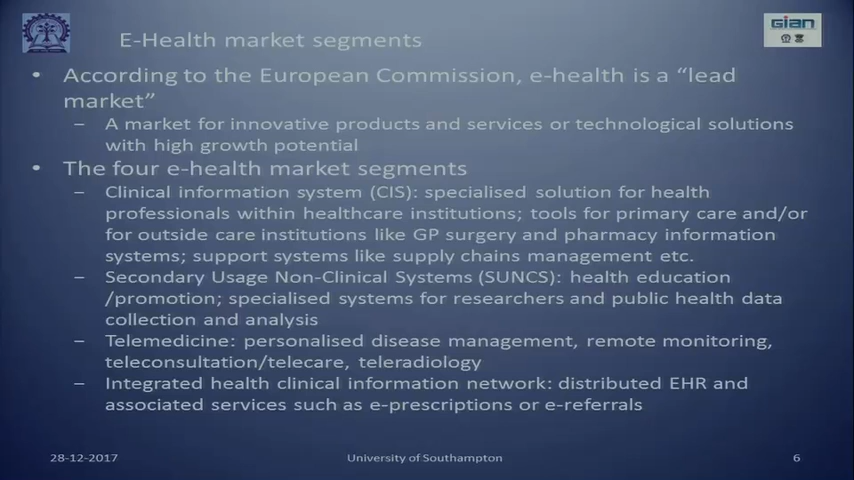 E-Health market segments
GIAN
• According to the European Commission, e-health is a “lead
market”
– A market for innovative products and services or technological solutions
with high growth potential
• The four e-health market segments
– Clinical information system (CIS): specialised solution for health
professionals within healthcare institutions; tools for primary care and/or
for outside care institutions like GP surgery and pharmacy information
systems; support systems like supply chains management etc.
– Secondary Usage Non-Clinical Systems (SUNCS): health education
/promotion; specialised systems for researchers and public health data
collection and analysis
– Telemedicine: personalised disease management, remote monitoring,
teleconsultation/telecare, teleradiology
– Integrated health clinical information network: distributed EHR and
associated services such as e-prescriptions or e-referrals
28-12-2017
University of Southampton
6